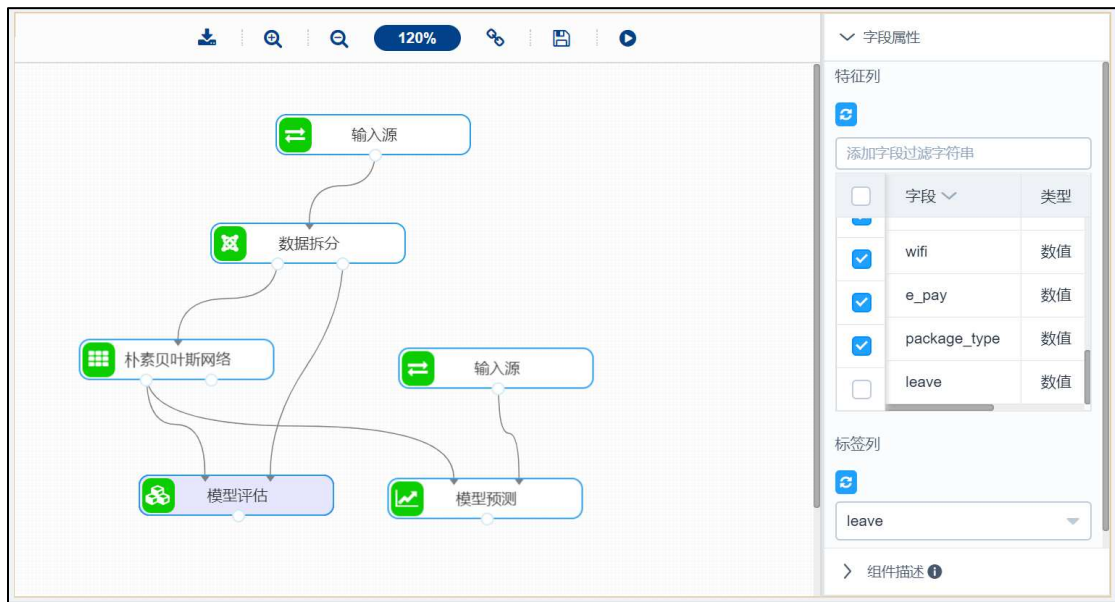 120%
输入源
数据拆分
朴素贝叶斯网络
输入源
模型评估
模型预测
字段属性
特征列
添加字段过滤字符串
字段 类型
wifi 数值
e_pay 数值
package_type 数值
leave 数值
标签列
leave
组件描述